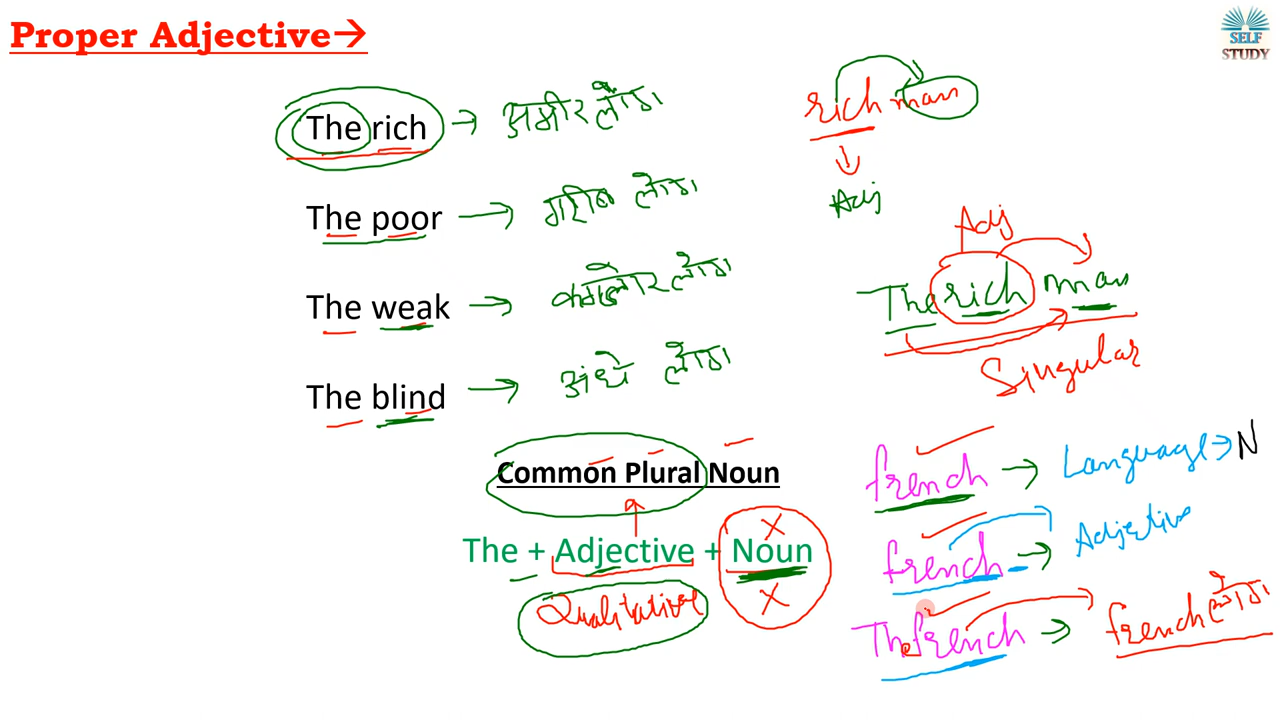 Proper Adjective→
SELF
STUDY
The rich → अमीर लोग
rich man
Adj
The poor → गरीब लोग
Adj
The rich man
Singular
The weak → कमजोर लोग
The blind → अंधे लोग
Common Plural Noun
The + Adjective + Noun
Qualitative
french → Language → N
french → Adjective
The french → french लोग